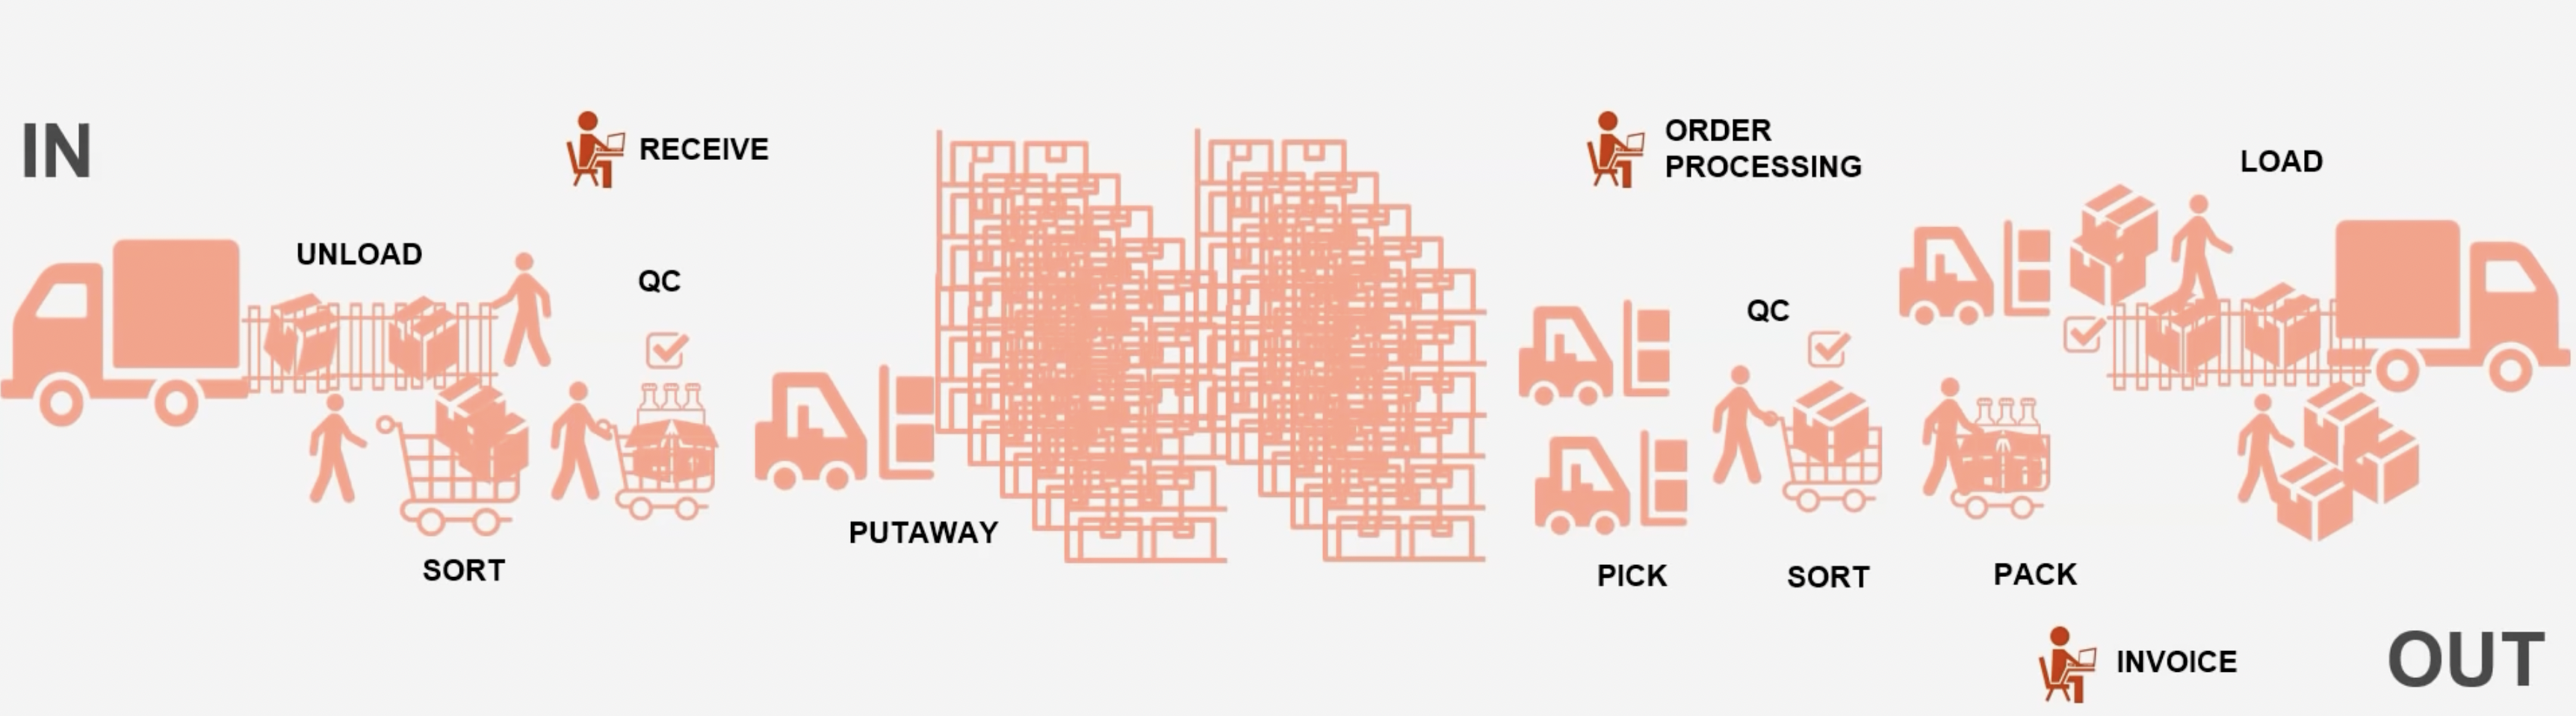 IN
UNLOAD
SORT
RECEIVE
QC
PUTAWAY
ORDER
PROCESSING
PICK
QC
SORT
PACK
LOAD
INVOICE
OUT